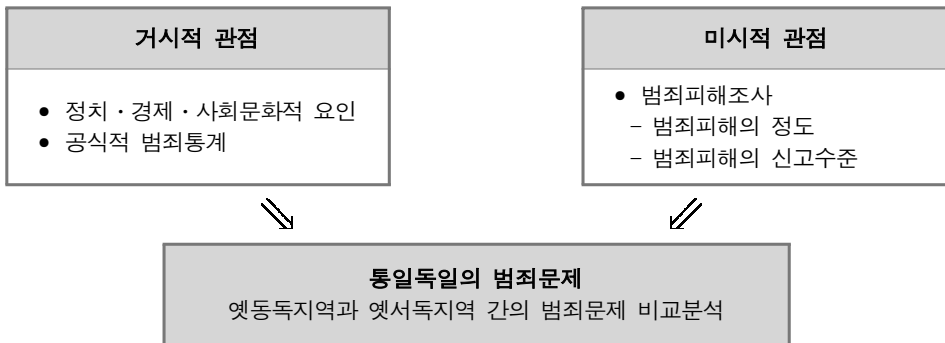 거시적 관점
● 정치・경제・사회문화적 요인
● 공식적 범죄통계
미시적 관점
● 범죄피해조사
– 범죄피해의 정도
– 범죄피해의 신고수준
통일독일의 범죄문제
옛동독지역과 옛서독지역 간의 범죄문제 비교분석